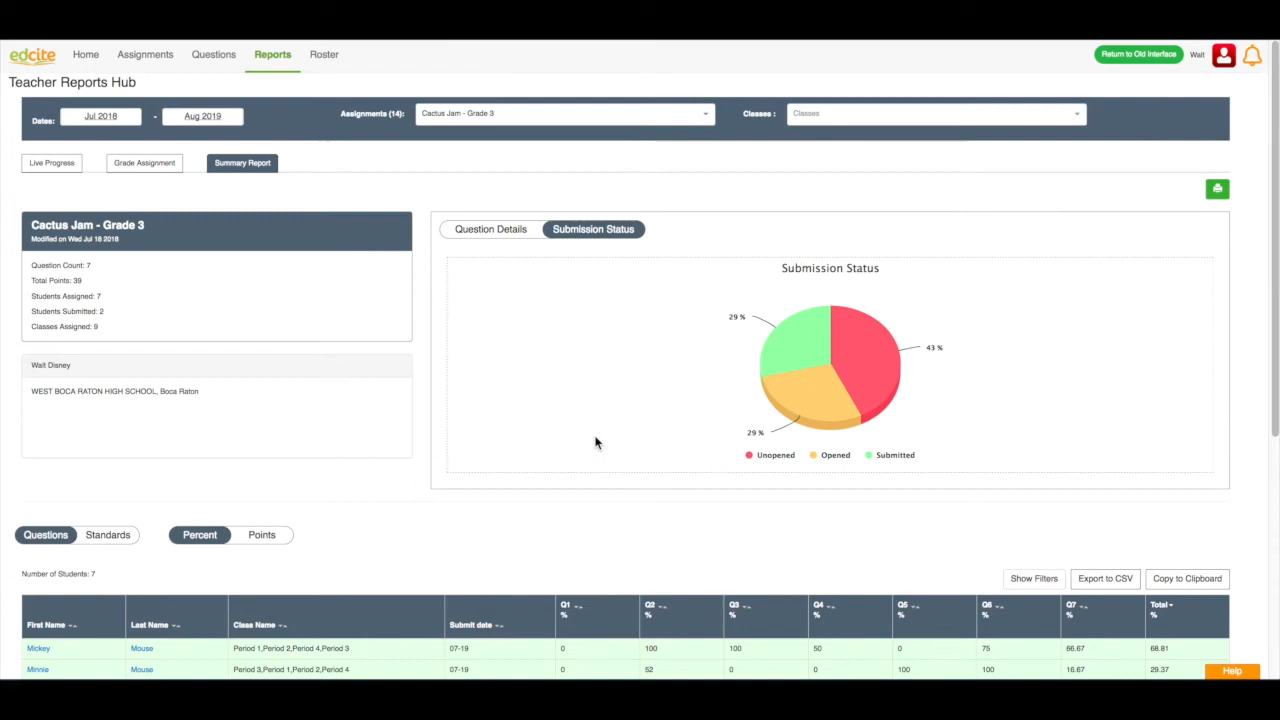 edcite Home Assignments Questions Reports Roster Return to Old Interface Walt
Teacher Reports Hub
Dates: Jul 2018 - Aug 2019 Assignments (14): Cactus Jam - Grade 3 Classes : Classes
Live Progress Grade Assignment Summary Report
Cactus Jam - Grade 3
Modified on Wed Jul 18 2018
Question Count: 7
Total Points: 39
Students Assigned: 7
Students Submitted: 2
Classes Assigned: 9
Walt Disney
WEST BOCA RATON HIGH SCHOOL, Boca Raton
Question Details Submission Status
Submission Status
29 %
43 %
29 %
Unopened Opened Submitted
Questions Standards Percent Points
Number of Students: 7
Show Filters Export to CSV Copy to Clipboard
First Name Last Name Class Name Submit date Q1 % Q2 % Q3 % Q4 % Q5 % Q6 % Q7 % Total %
Mickey Mouse Period 1,Period 2,Period 4,Period 3 07-19 0 100 100 50 0 75 66.67 68.81
Minnie Mouse Period 3,Period 1,Period 2,Period 4 07-19 0 52 0 0 100 100 16.67 29.37
Help